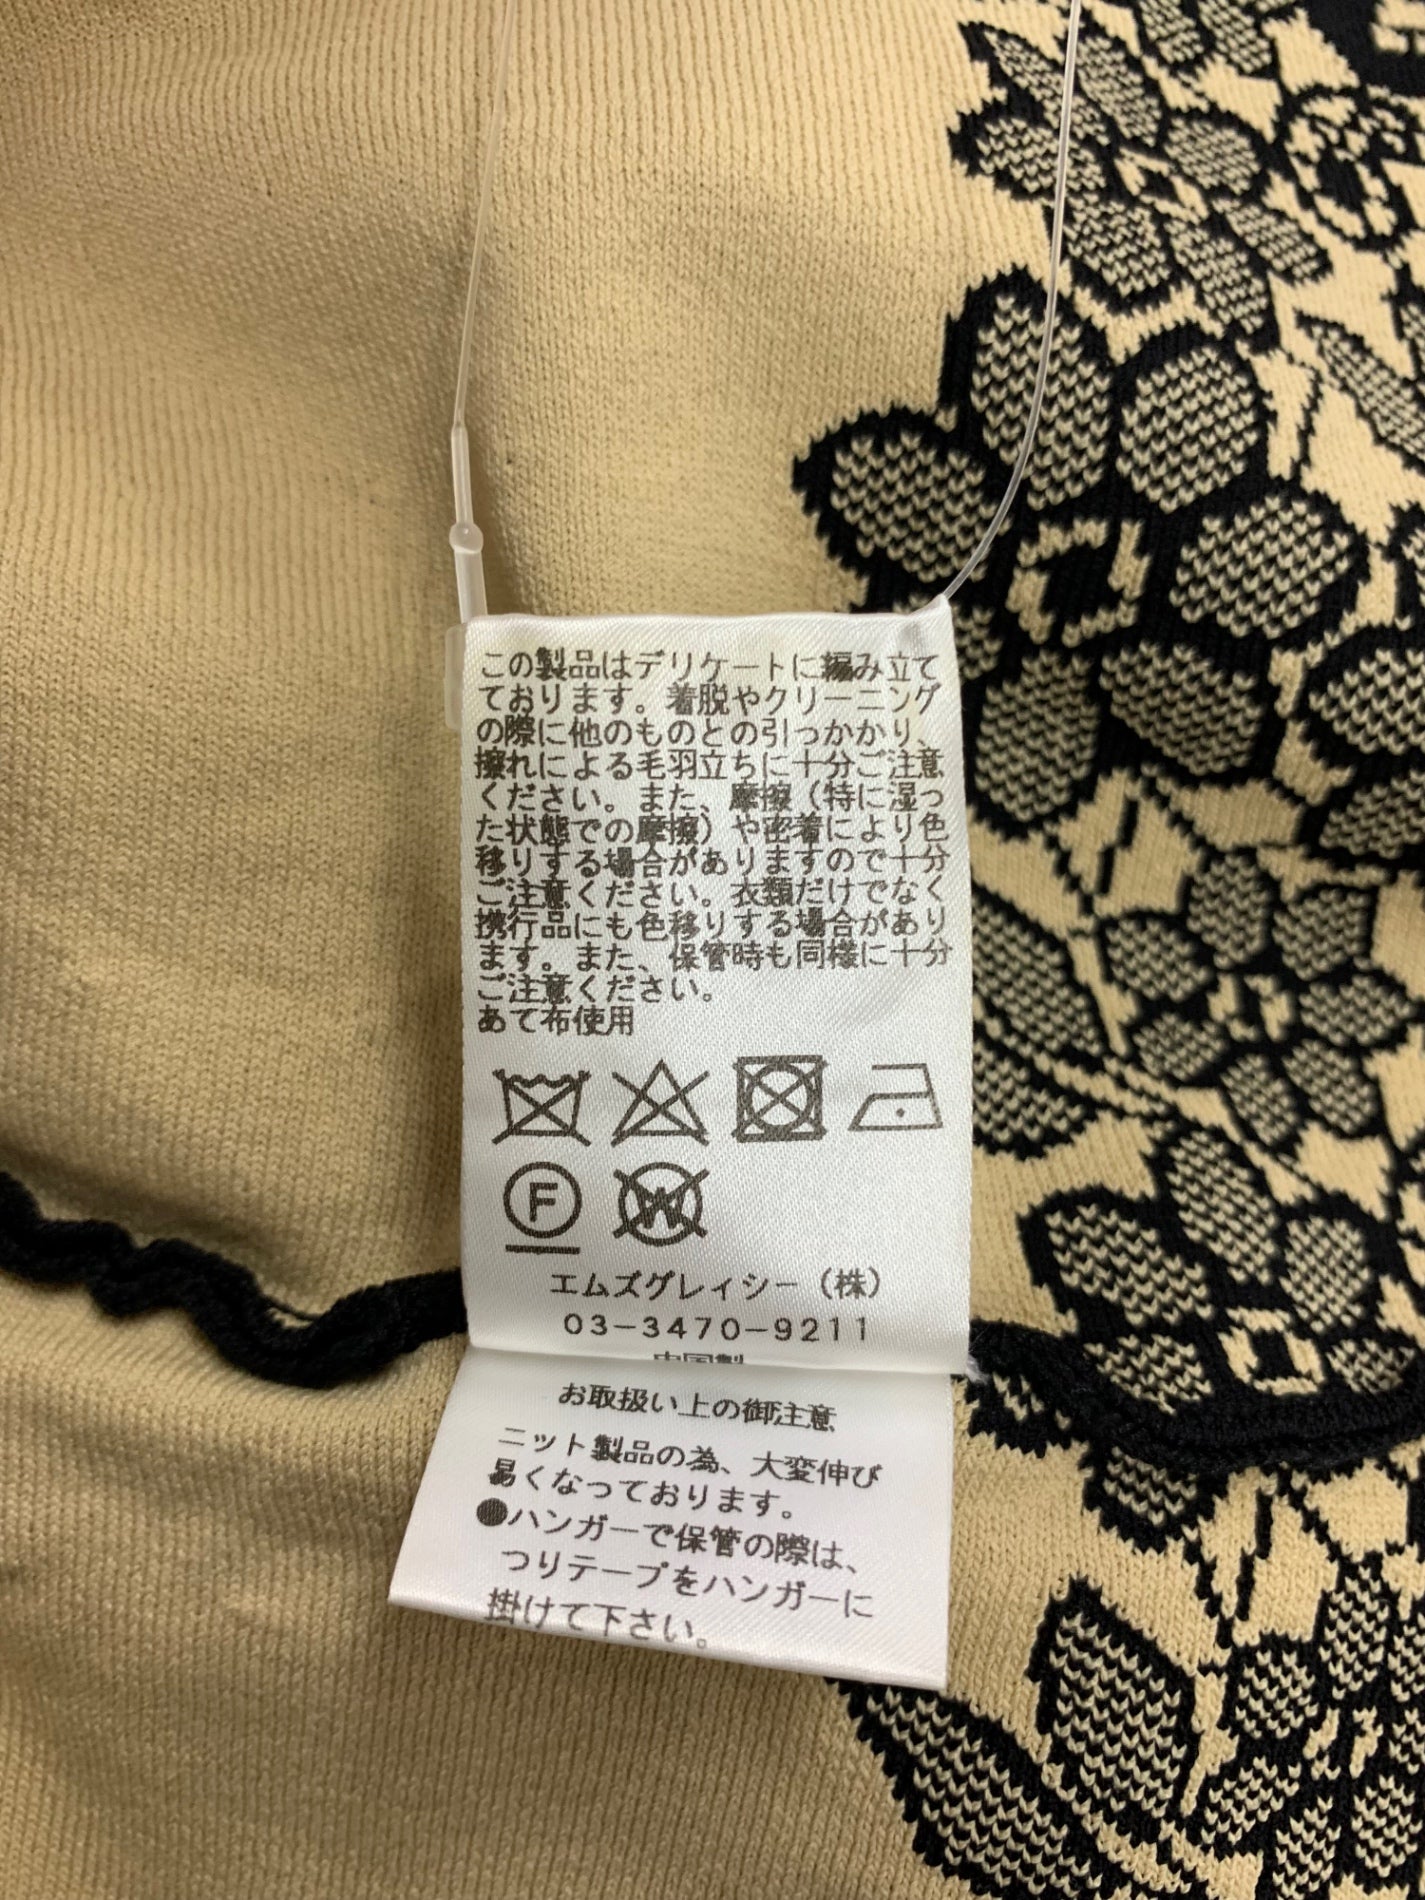 この製品はデリケートに編み立て
ております。着脱やクリーニング
の際に他のものとの引っかかり、
擦れによる毛羽立ちに十分ご注意
ください。また、摩擦（特に湿っ
た状態での摩擦）や密着により色
移りする場合がありますので十分
ご注意ください。衣類だけでなく
携行品にも色移りする場合があり
ます。また、保管時も同様に十分
ご注意ください。
あて布使用
F W
エムズグレィシー（株）
03-3470-9211
中国製
お取扱い上の御注意
ニット製品の為、大変伸び
易くなっております。
●ハンガーで保管の際は、
つりテープをハンガーに
掛けて下さい。